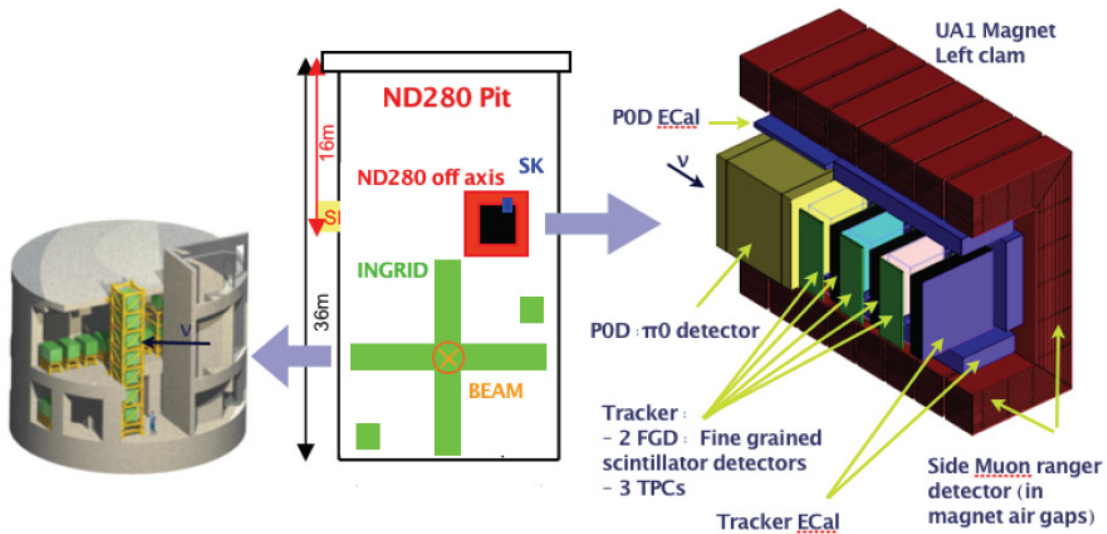 ND280 Pit
16m
36m
ND280 off axis
SK
INGRID
BEAM
ν
UA1 Magnet
Left clam
P0D ECal
ν
P0D : π0 detector
Tracker :
- 2 FGD : Fine grained
scintillator detectors
- 3 TPCs
Tracker ECal
Side Muon ranger
detector (in
magnet air gaps)